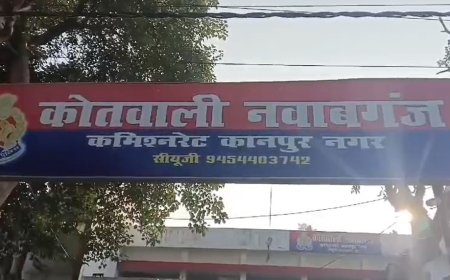 कोतवाली नवाबगंज
कमिश्नरेट कानपुर नगर
सीयूजी 9454403742